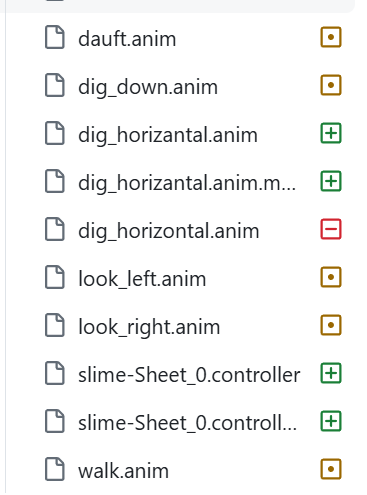 dauft.anim
dig_down.anim
dig_horizantal.anim
dig_horizantal.anim.m...
dig_horizontal.anim
look_left.anim
look_right.anim
slime-Sheet_0.controller
slime-Sheet_0.controll...
walk.anim